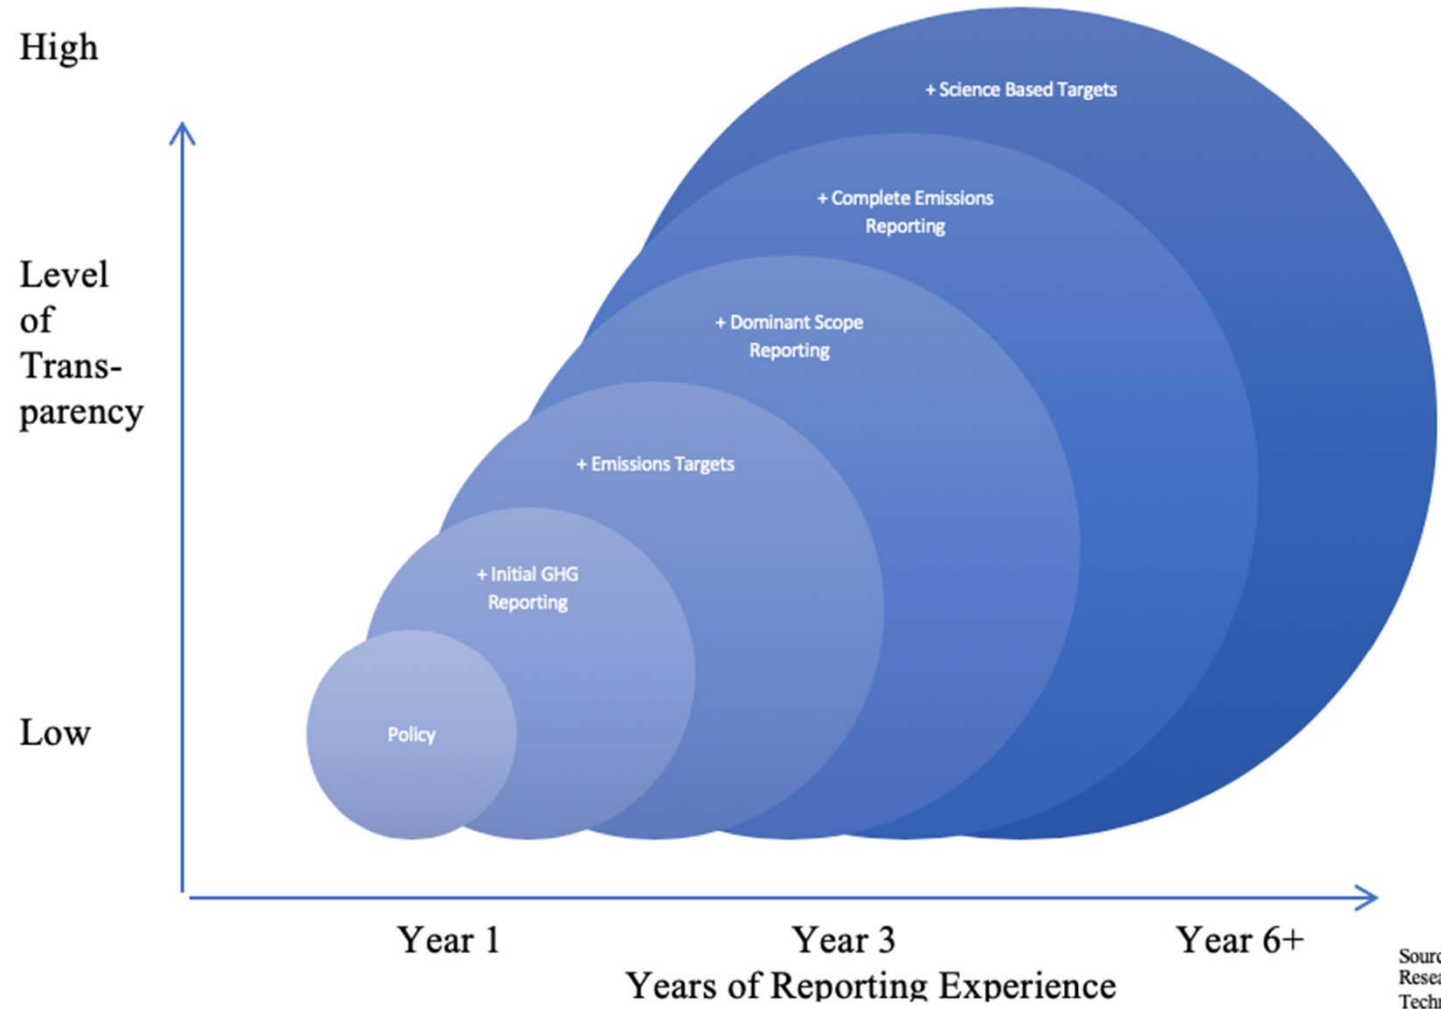 High
+ Science Based Targets
+ Complete Emissions
Reporting
Level
of
Trans-
parency
+ Dominant Scope
Reporting
+ Emissions Targets
+ Initial GHG
Reporting
Low
Policy
Year 1
Year 3
Year 6+
Years of Reporting Experience